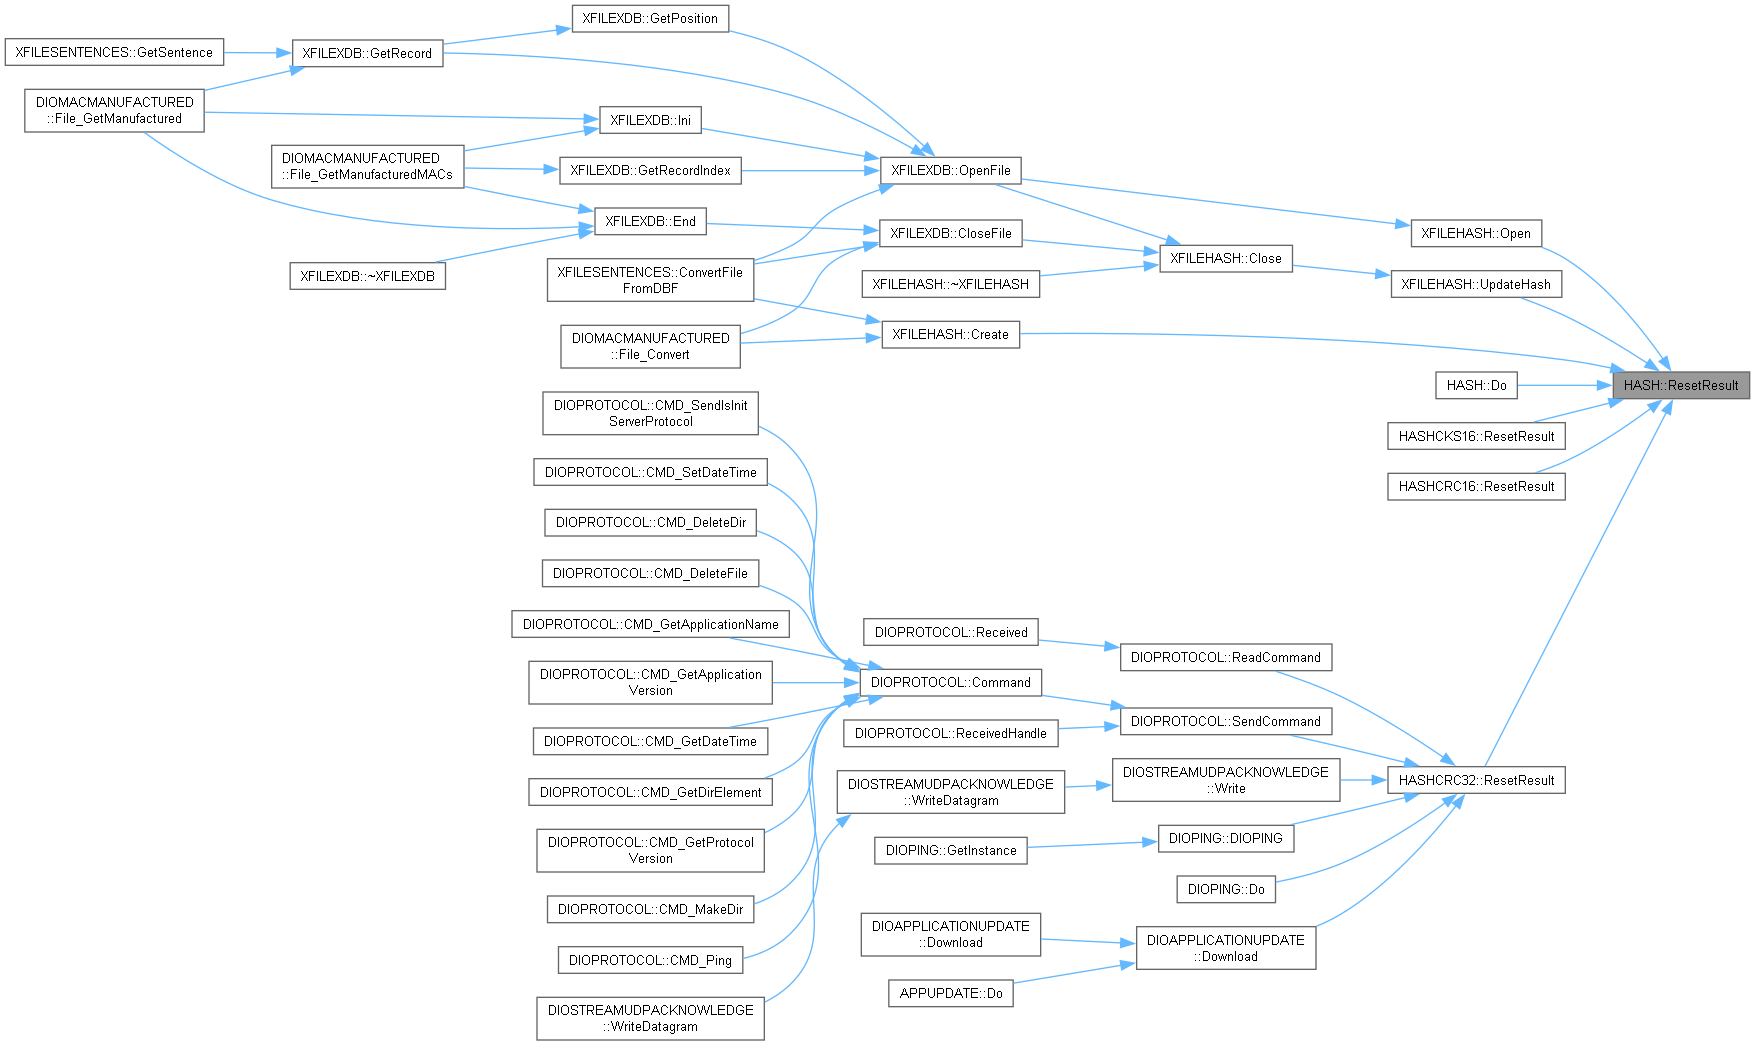 XFILEXDB::GetPosition
XFILESENTENCES::GetSentence
XFILEXDB::GetRecord
DIOMACMANUFACTURED
::File_GetManufactured
XFILEXDB::Ini
DIOMACMANUFACTURED
::File_GetManufacturedMACs
XFILEXDB::GetRecordIndex
XFILEXDB::OpenFile
XFILEXDB::End
XFILEXDB::CloseFile
XFILEHASH::Open
XFILEXDB::~XFILEXDB
XFILESENTENCES::ConvertFile
FromDBF
XFILEHASH::~XFILEHASH
XFILEHASH::Close
XFILEHASH::UpdateHash
DIOMACMANUFACTURED
::File_Convert
XFILEHASH::Create
HASH::Do
HASH::ResetResult
HASHCKS16::ResetResult
HASHCRC16::ResetResult
DIOPROTOCOL::CMD_SendIsInit
ServerProtocol
DIOPROTOCOL::CMD_SetDateTime
DIOPROTOCOL::CMD_DeleteDir
DIOPROTOCOL::CMD_DeleteFile
DIOPROTOCOL::CMD_GetApplicationName
DIOPROTOCOL::CMD_GetApplication
Version
DIOPROTOCOL::CMD_GetDateTime
DIOPROTOCOL::CMD_GetDirElement
DIOPROTOCOL::CMD_GetProtocol
Version
DIOPROTOCOL::CMD_MakeDir
DIOPROTOCOL::CMD_Ping
DIOSTREAMUDPACKNOWLEDGE
::WriteDatagram
DIOPROTOCOL::Received
DIOPROTOCOL::Command
DIOPROTOCOL::ReceivedHandle
DIOSTREAMUDPACKNOWLEDGE
::WriteDatagram
DIOPING::GetInstance
DIOAPPLICATIONUPDATE
::Download
APPUPDATE::Do
DIOPROTOCOL::ReadCommand
DIOPROTOCOL::SendCommand
DIOSTREAMUDPACKNOWLEDGE
::Write
DIOPING::DIOPING
DIOPING::Do
DIOAPPLICATIONUPDATE
::Download
HASHCRC32::ResetResult